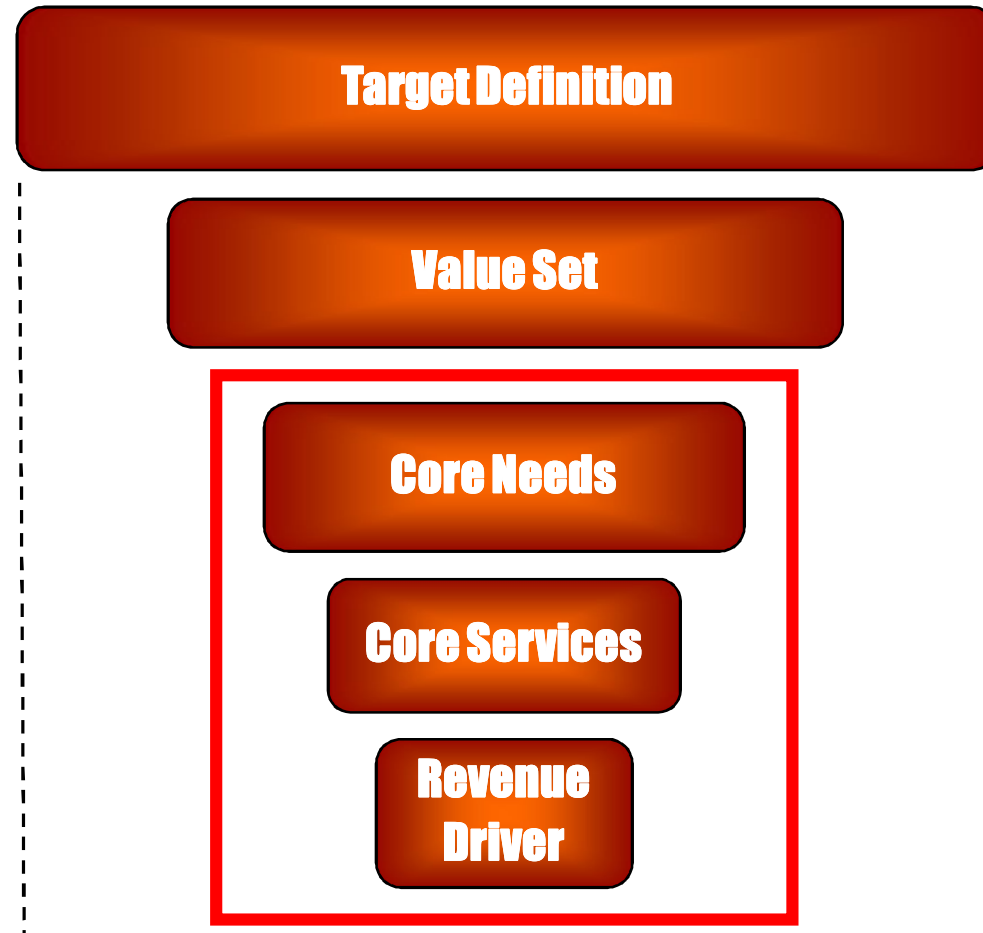 Target Definition
Value Set
Core Needs
Core Services
Revenue
Driver